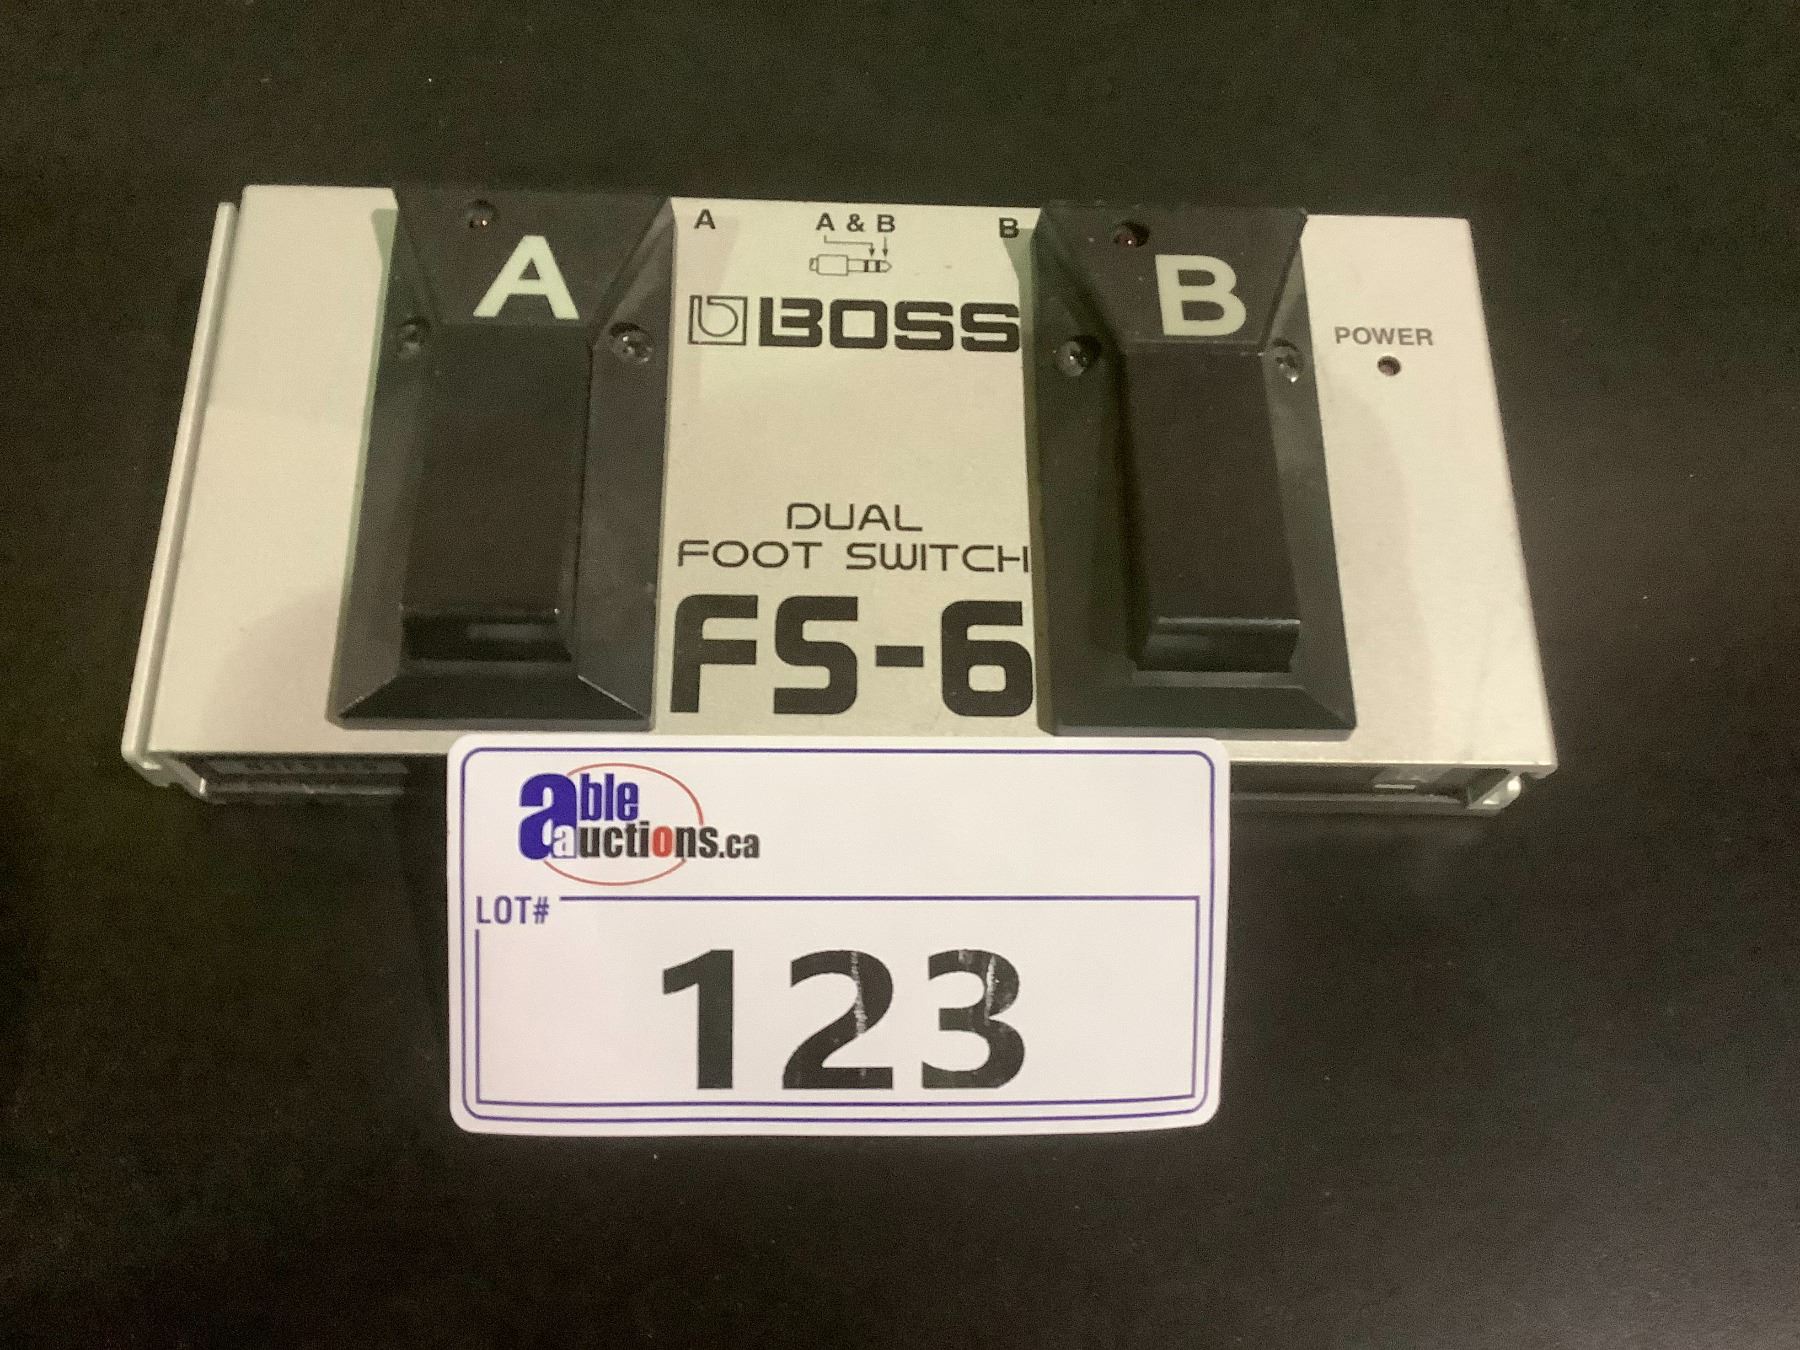 A A & B B
A B
BOSS
POWER
DUAL
FOOT SWITCH
FS-6
able
auctions.ca
LOT#
123